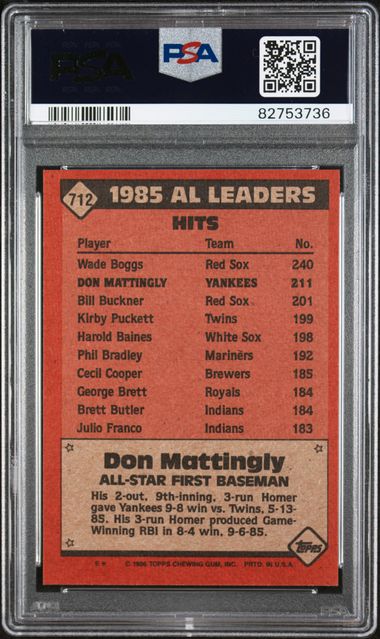 PSA
PSA
82753736
712 1985 AL LEADERS
HITS
Player Team No.
Wade Boggs Red Sox 240
DON MATTINGLY YANKEES 211
Bill Buckner Red Sox 201
Kirby Puckett Twins 199
Harold Baines White Sox 198
Phil Bradley Mariners 192
Cecil Cooper Brewers 185
George Brett Royals 184
Brett Butler Indians 184
Julio Franco Indians 183
Don Mattingly
ALL-STAR FIRST BASEMAN
His 2-out, 9th-inning, 3-run Homer
gave Yankees 9-8 win vs. Twins, 5-13-
85. His 3-run Homer produced Game-
Winning RBI in 8-4 win, 9-6-85.
TOPPS
E* © 1986 TOPPS CHEWING GUM, INC. PRTD. IN U.S.A.